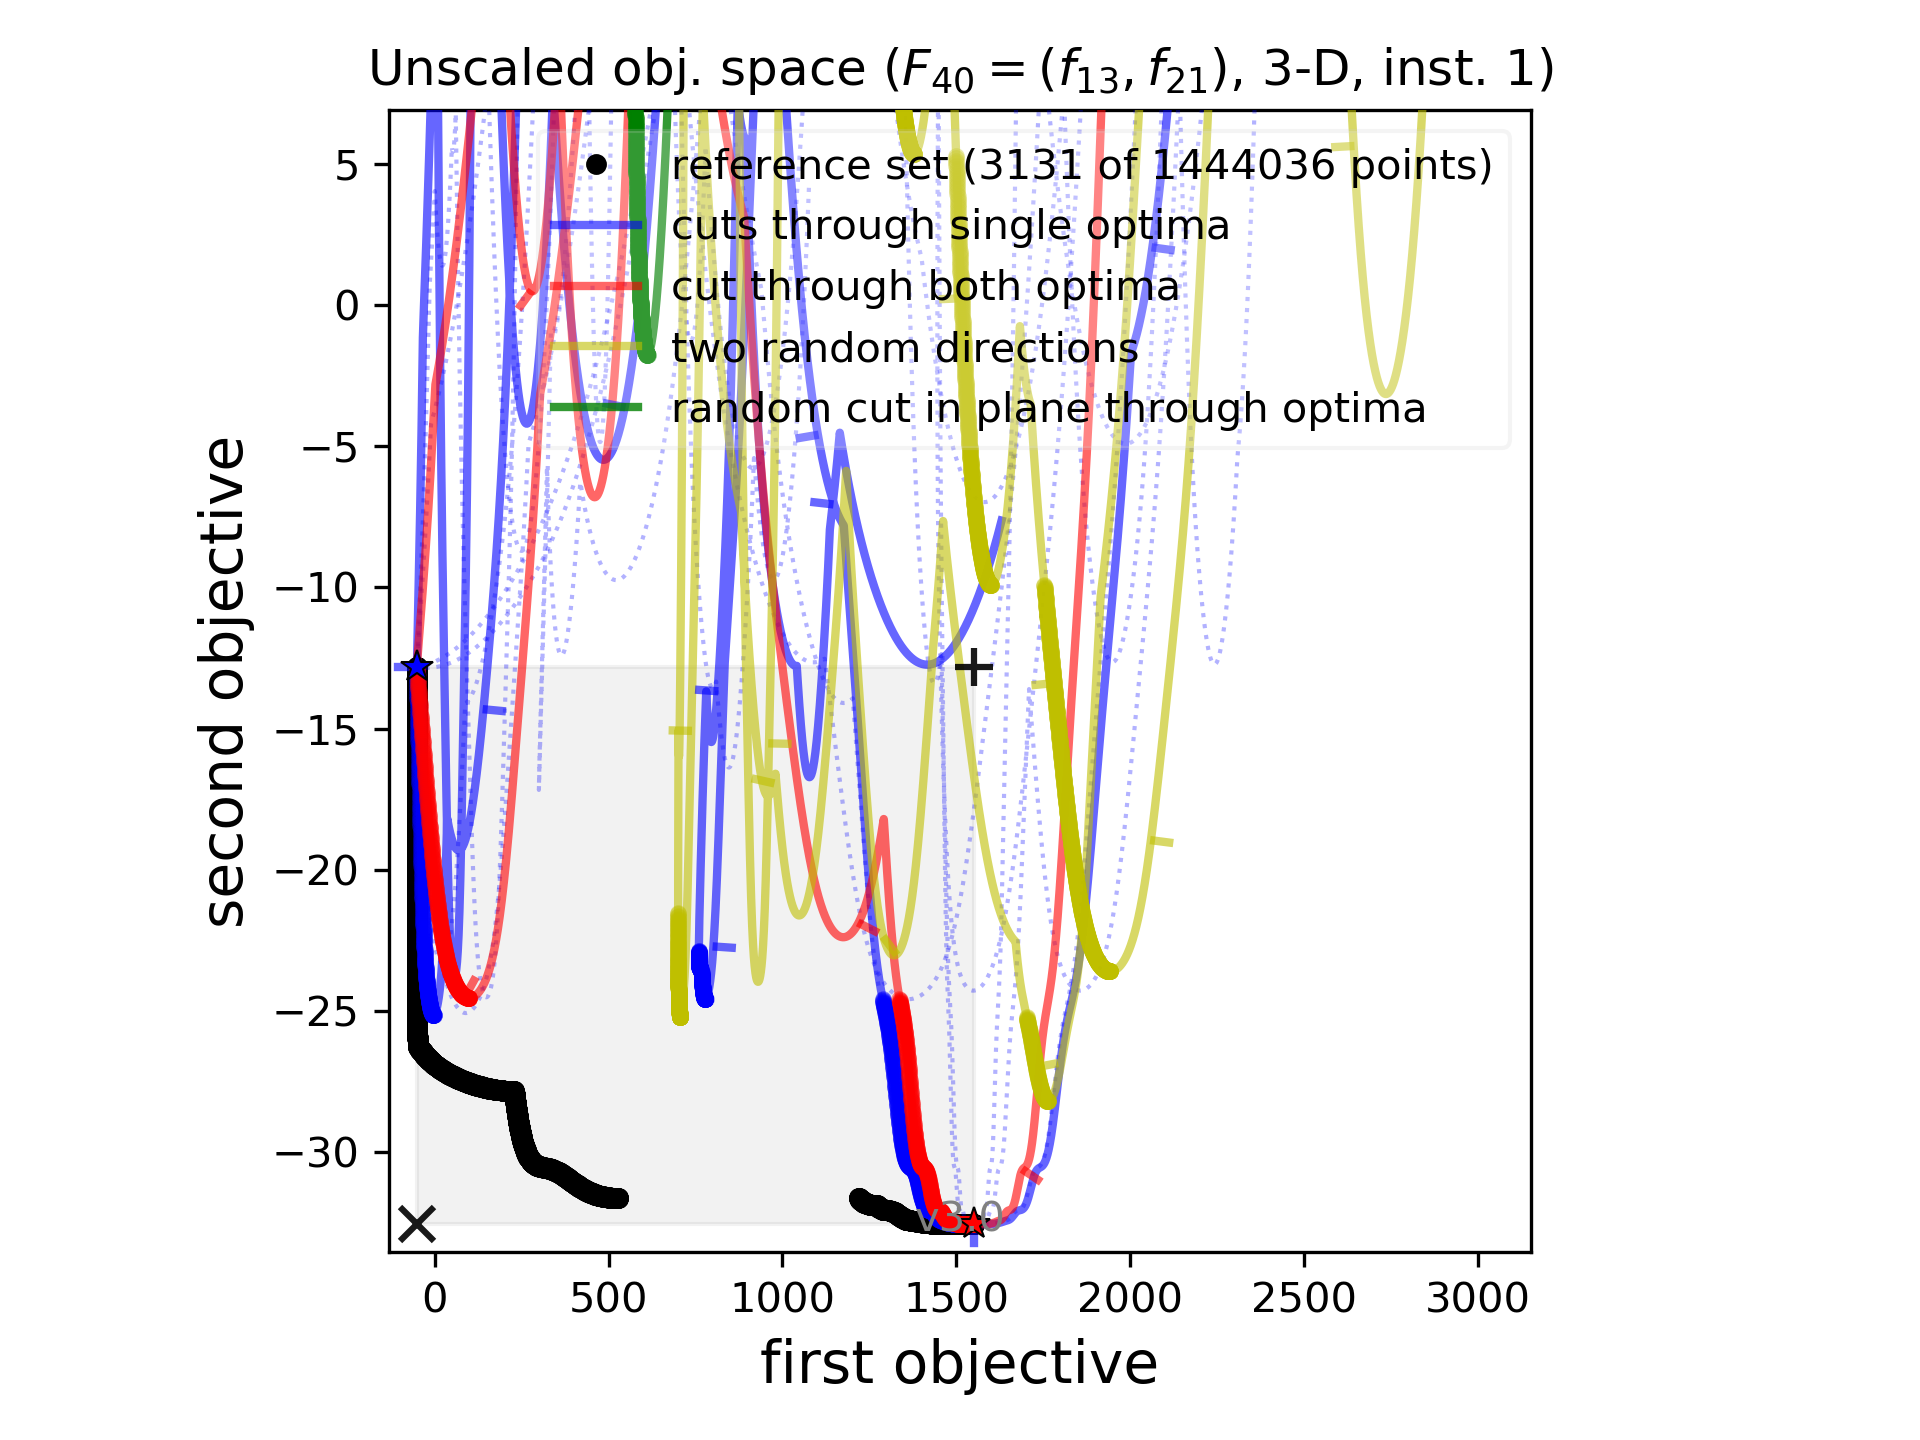 Unscaled obj. space (F₄₀ = (f₁₃, f₂₁), 3-D, inst. 1)
reference set (3131 of 1444036 points)
cuts through single optima
cut through both optima
two random directions
random cut in plane through optima
5
0
−5
−10
−15
−20
−25
−30
second objective
v3.0
0 500 1000 1500 2000 2500 3000
first objective